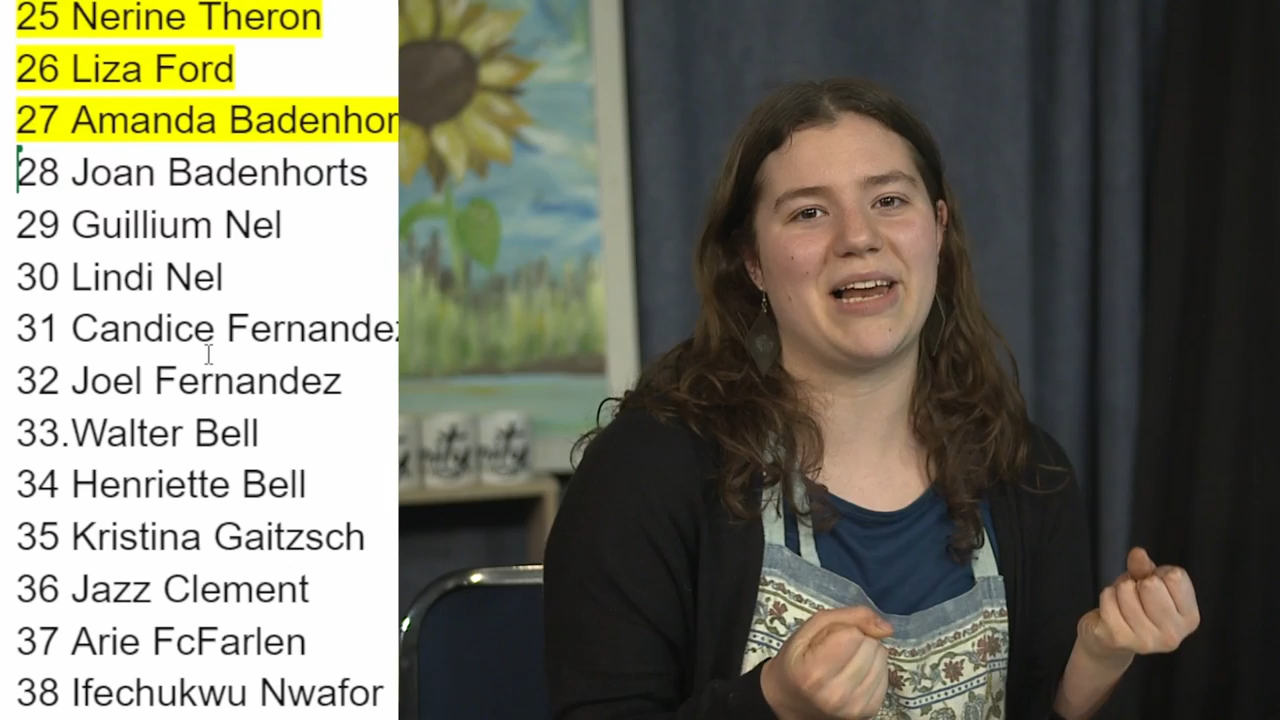 25 Nerine Theron
26 Liza Ford
27 Amanda Badenhor
28 Joan Badenhorts
29 Guillium Nel
30 Lindi Nel
31 Candice Fernandez
32 Joel Fernandez
33.Walter Bell
34 Henriette Bell
35 Kristina Gaitzsch
36 Jazz Clement
37 Arie FcFarlen
38 Ifechukwu Nwafor